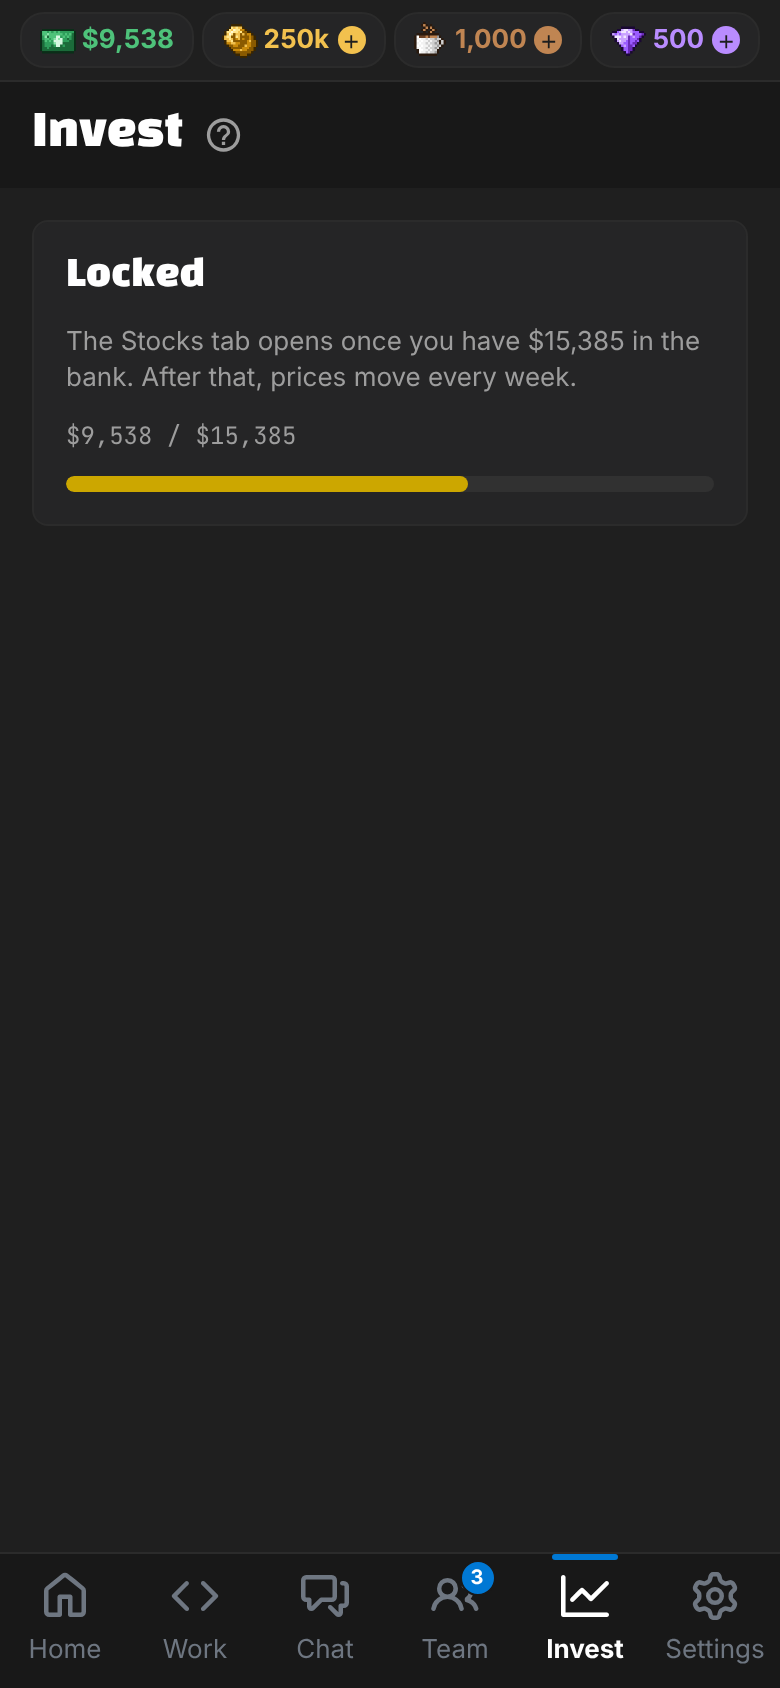 $9,538 250k 1,000 500
Invest
Locked
The Stocks tab opens once you have $15,385 in the
bank. After that, prices move every week.
$9,538 / $15,385
3
Home Work Chat Team Invest Settings